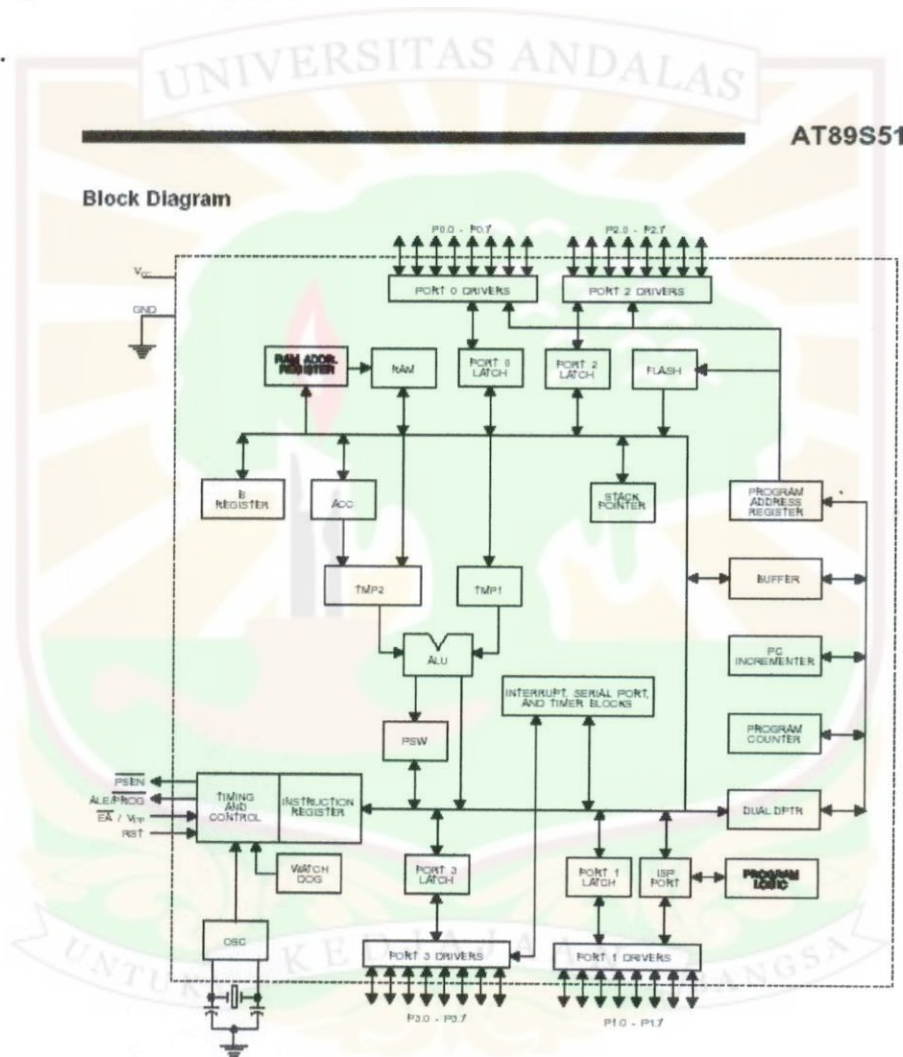 UNIVERSITAS ANDALAS
AT89S51
Block Diagram
P0.0 - P0.7
P2.0 - P2.7
VCC
GND
PORT 0 DRIVERS
PORT 2 DRIVERS
RAM ADDR.
REGISTER
RAM
PORT 0
LATCH
PORT 2
LATCH
FLASH
B
REGISTER
ACC
STACK
POINTER
PROGRAM
ADDRESS
REGISTER
TMP2
TMP1
BUFFER
ALU
PC
INCREMENTER
INTERRUPT, SERIAL PORT,
AND TIMER BLOCKS
PSW
PROGRAM
COUNTER
PSEN
ALE/PROG
EA / VPP
RST
TIMING
AND
CONTROL
INSTRUCTION
REGISTER
DUAL DPTR
WATCH
DOG
PORT 3
LATCH
PORT 1
LATCH
ISP
PORT
PROGRAM
LOGIC
OSC
PORT 3 DRIVERS
PORT 1 DRIVERS
P3.0 - P3.7
P1.0 - P1.7
UNTUK KEDJAJAAN BANGSA